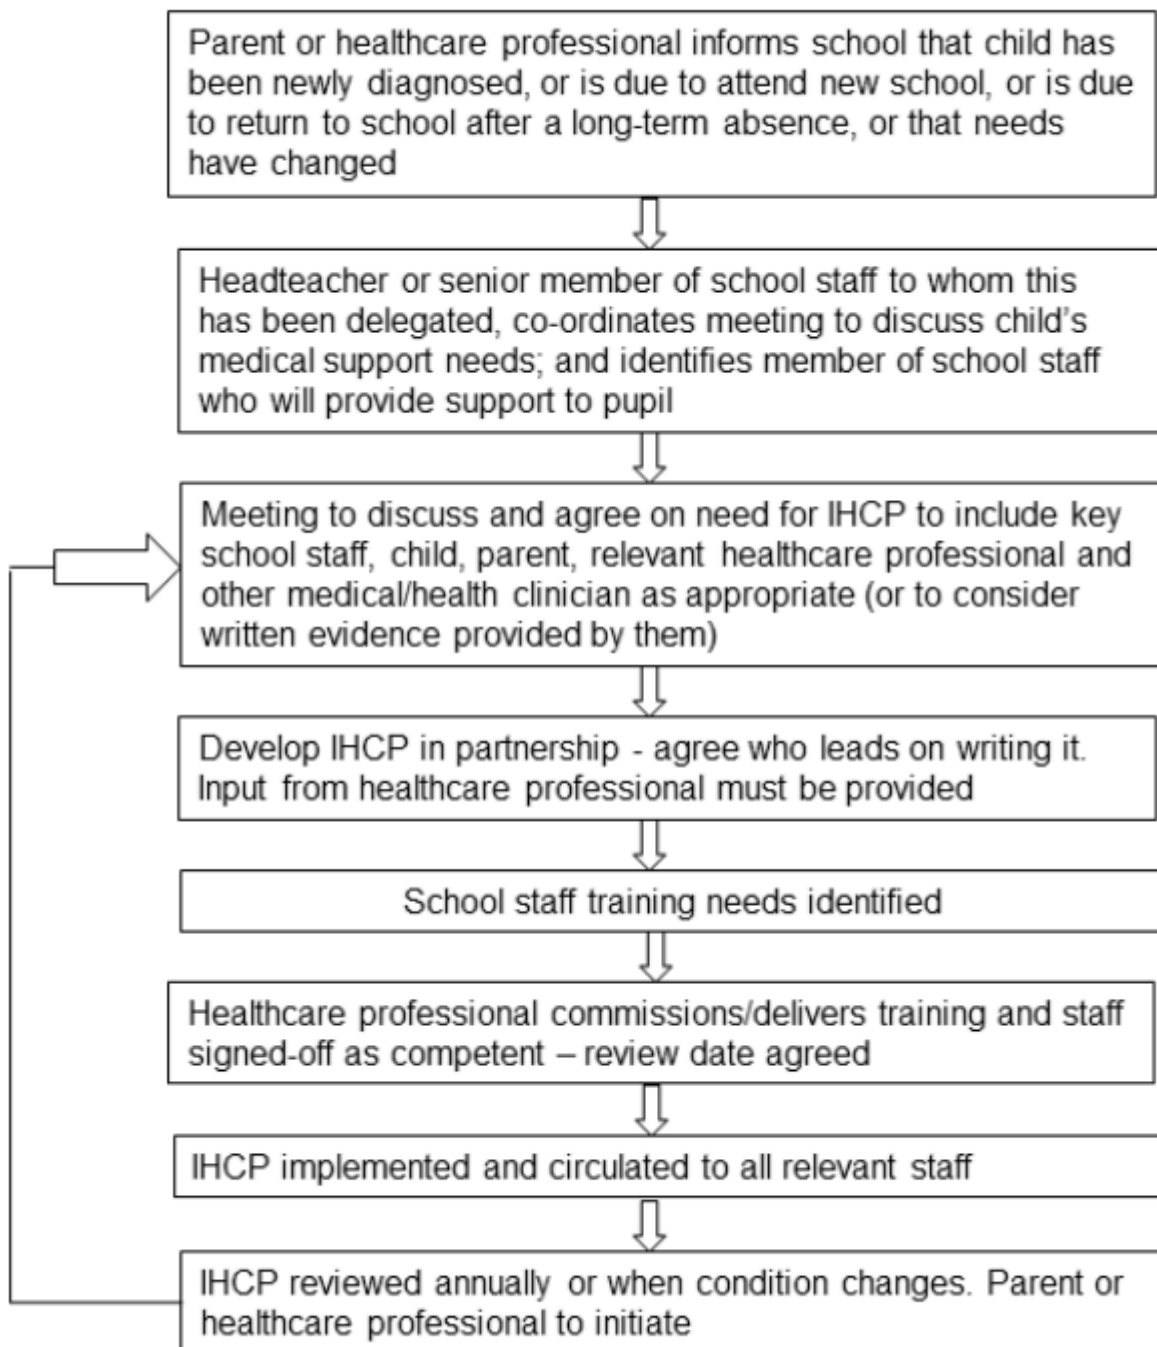 Parent or healthcare professional informs school that child has
been newly diagnosed, or is due to attend new school, or is due
to return to school after a long-term absence, or that needs
have changed
Headteacher or senior member of school staff to whom this
has been delegated, co-ordinates meeting to discuss child's
medical support needs; and identifies member of school staff
who will provide support to pupil
Meeting to discuss and agree on need for IHCP to include key
school staff, child, parent, relevant healthcare professional and
other medical/health clinician as appropriate (or to consider
written evidence provided by them)
Develop IHCP in partnership - agree who leads on writing it.
Input from healthcare professional must be provided
School staff training needs identified
Healthcare professional commissions/delivers training and staff
signed-off as competent – review date agreed
IHCP implemented and circulated to all relevant staff
IHCP reviewed annually or when condition changes. Parent or
healthcare professional to initiate